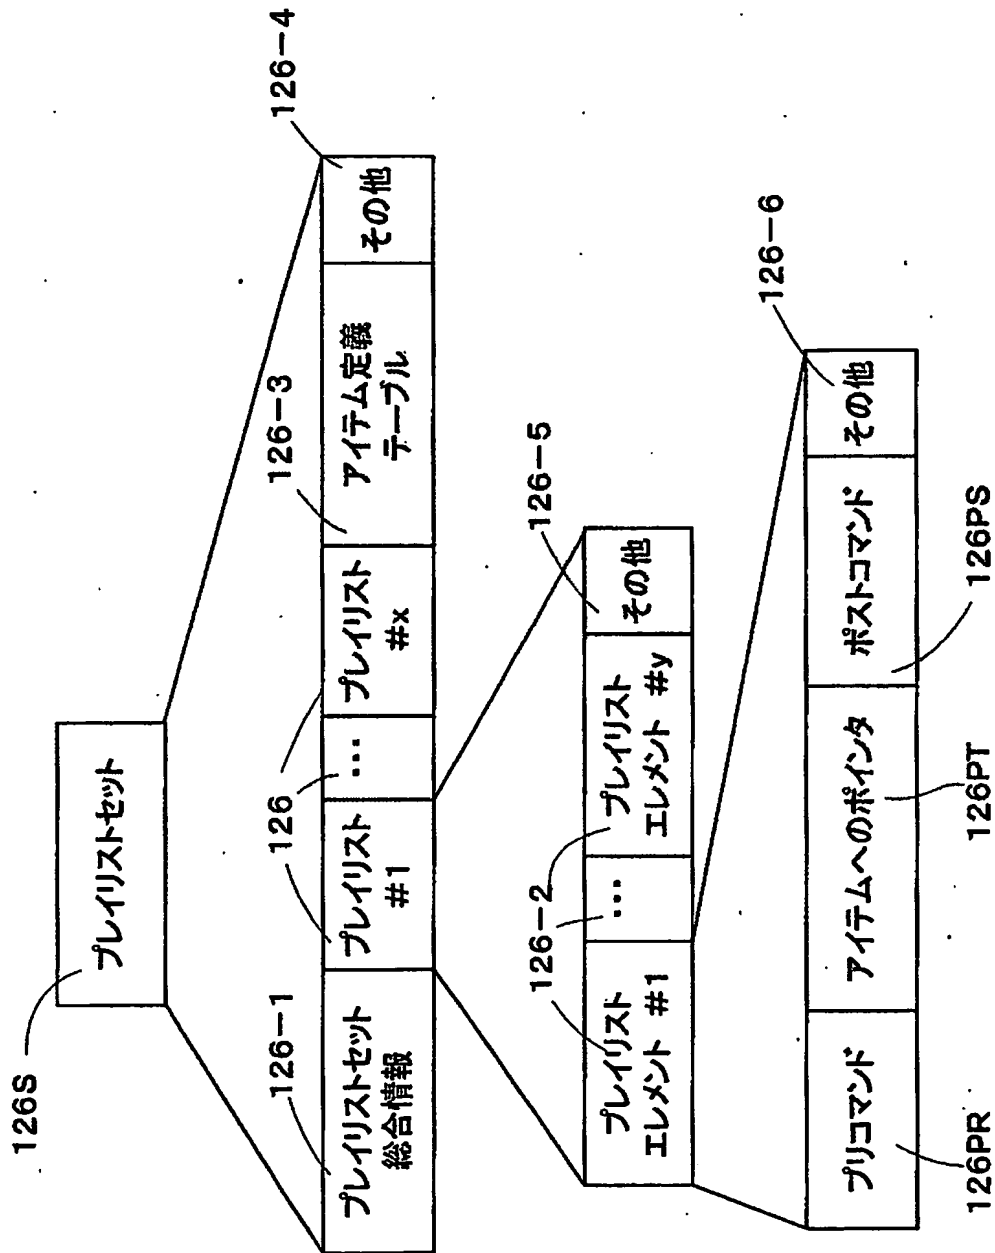 126S
プレイリストセット
126-1
126
126-3
126-4
プレイリストセット
総合情報
プレイリスト
#1
...
プレイリスト
#x
アイテム定義
テーブル
その他
126-2
126-5
プレイリスト
エレメント #1
...
プレイリスト
エレメント #y
その他
126-6
プリコマンド
アイテムへのポインタ
ポストコマンド
その他
126PR
126PT
126PS